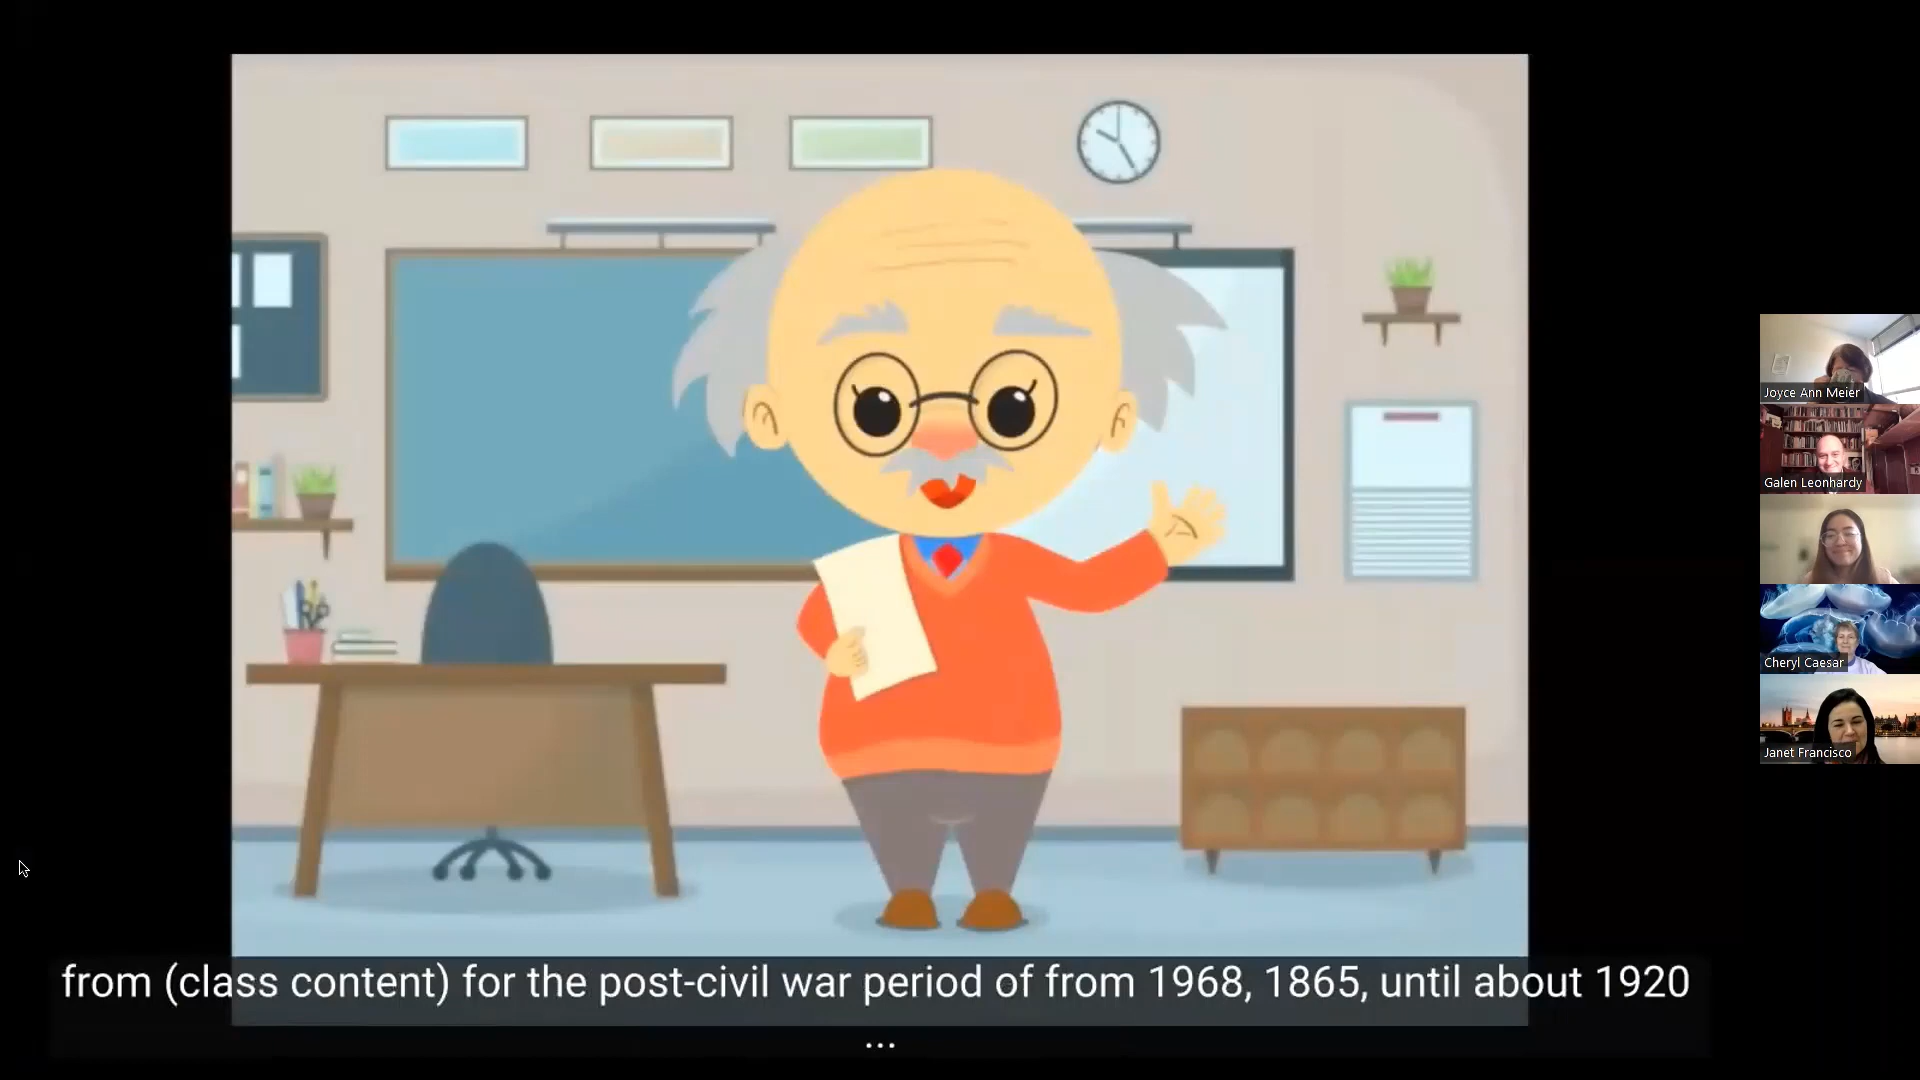 Joyce Ann Meier
Galen Leonhardy
Cheryl Caesar
Janet Francisco
from (class content) for the post-civil war period of from 1968, 1865, until about 1920
...